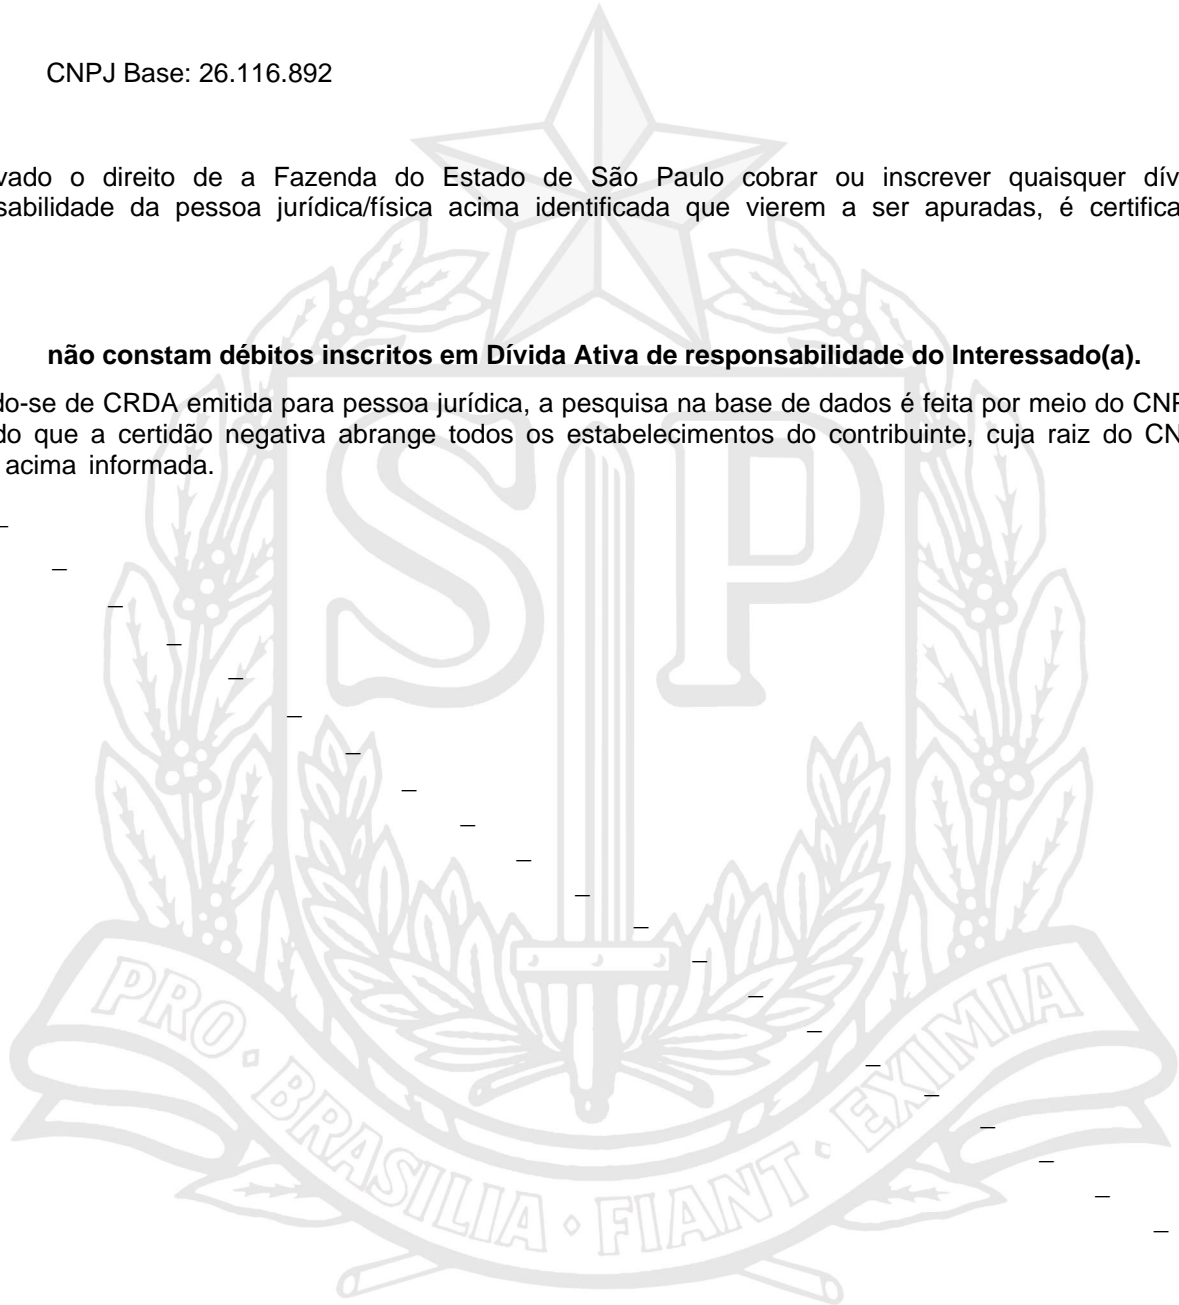 CNPJ Base: 26.116.892
vado o direito de a Fazenda do Estado de São Paulo cobrar ou inscrever quaisquer dív
sabilidade da pessoa jurídica/física acima identificada que vierem a ser apuradas, é certifica
não constam débitos inscritos em Dívida Ativa de responsabilidade do Interessado(a).
do-se de CRDA emitida para pessoa jurídica, a pesquisa na base de dados é feita por meio do CNP
do que a certidão negativa abrange todos os estabelecimentos do contribuinte, cuja raiz do CN
acima informada.
SP
PRO · BRASILIA · FIANT · EXIMIA